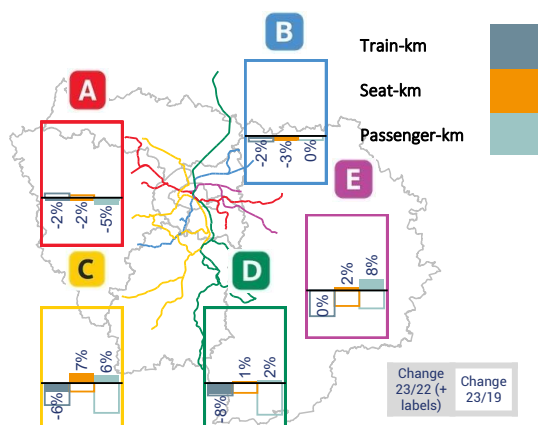 B
Train-km
A
Seat-km
Passenger-km
-2%
-3%
0%
E
-2%
-2%
-5%
C
D
0%
2%
8%
-6%
7%
6%
-8%
1%
2%
Change
23/22 (+
labels)
Change
23/19